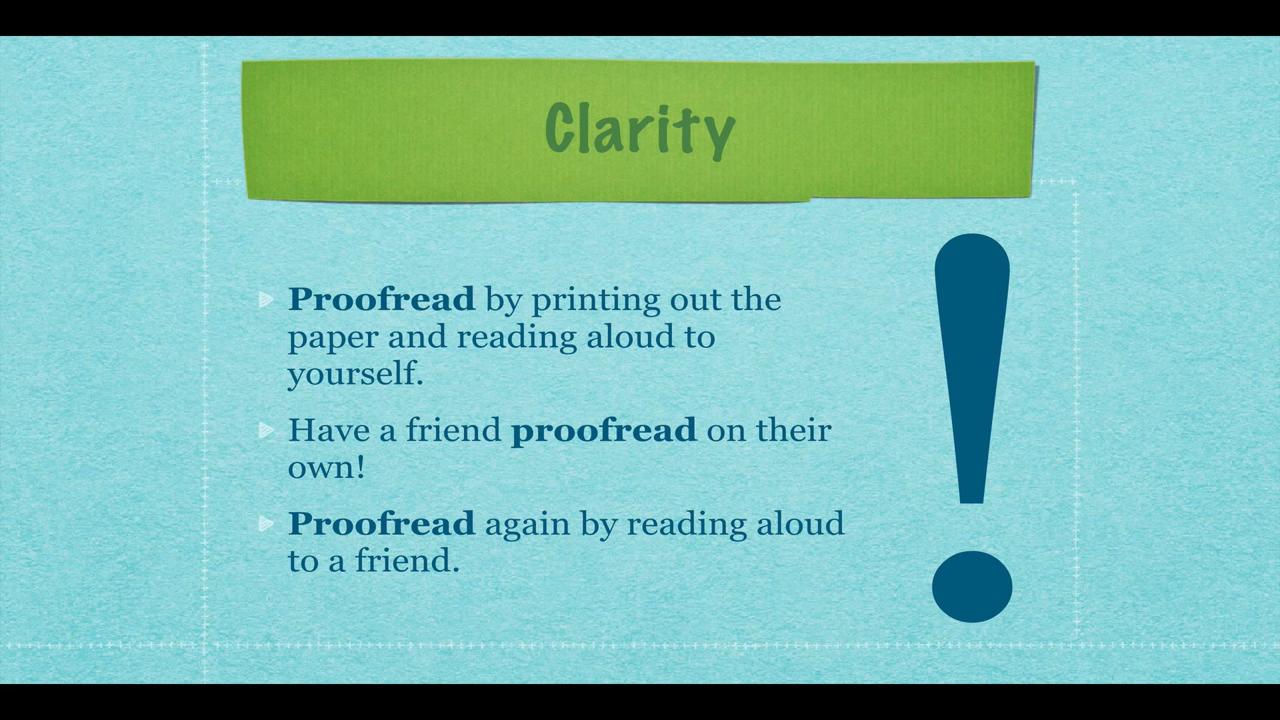 Clarity
Proofread by printing out the
paper and reading aloud to
yourself.
Have a friend proofread on their
own!
Proofread again by reading aloud
to a friend.
!